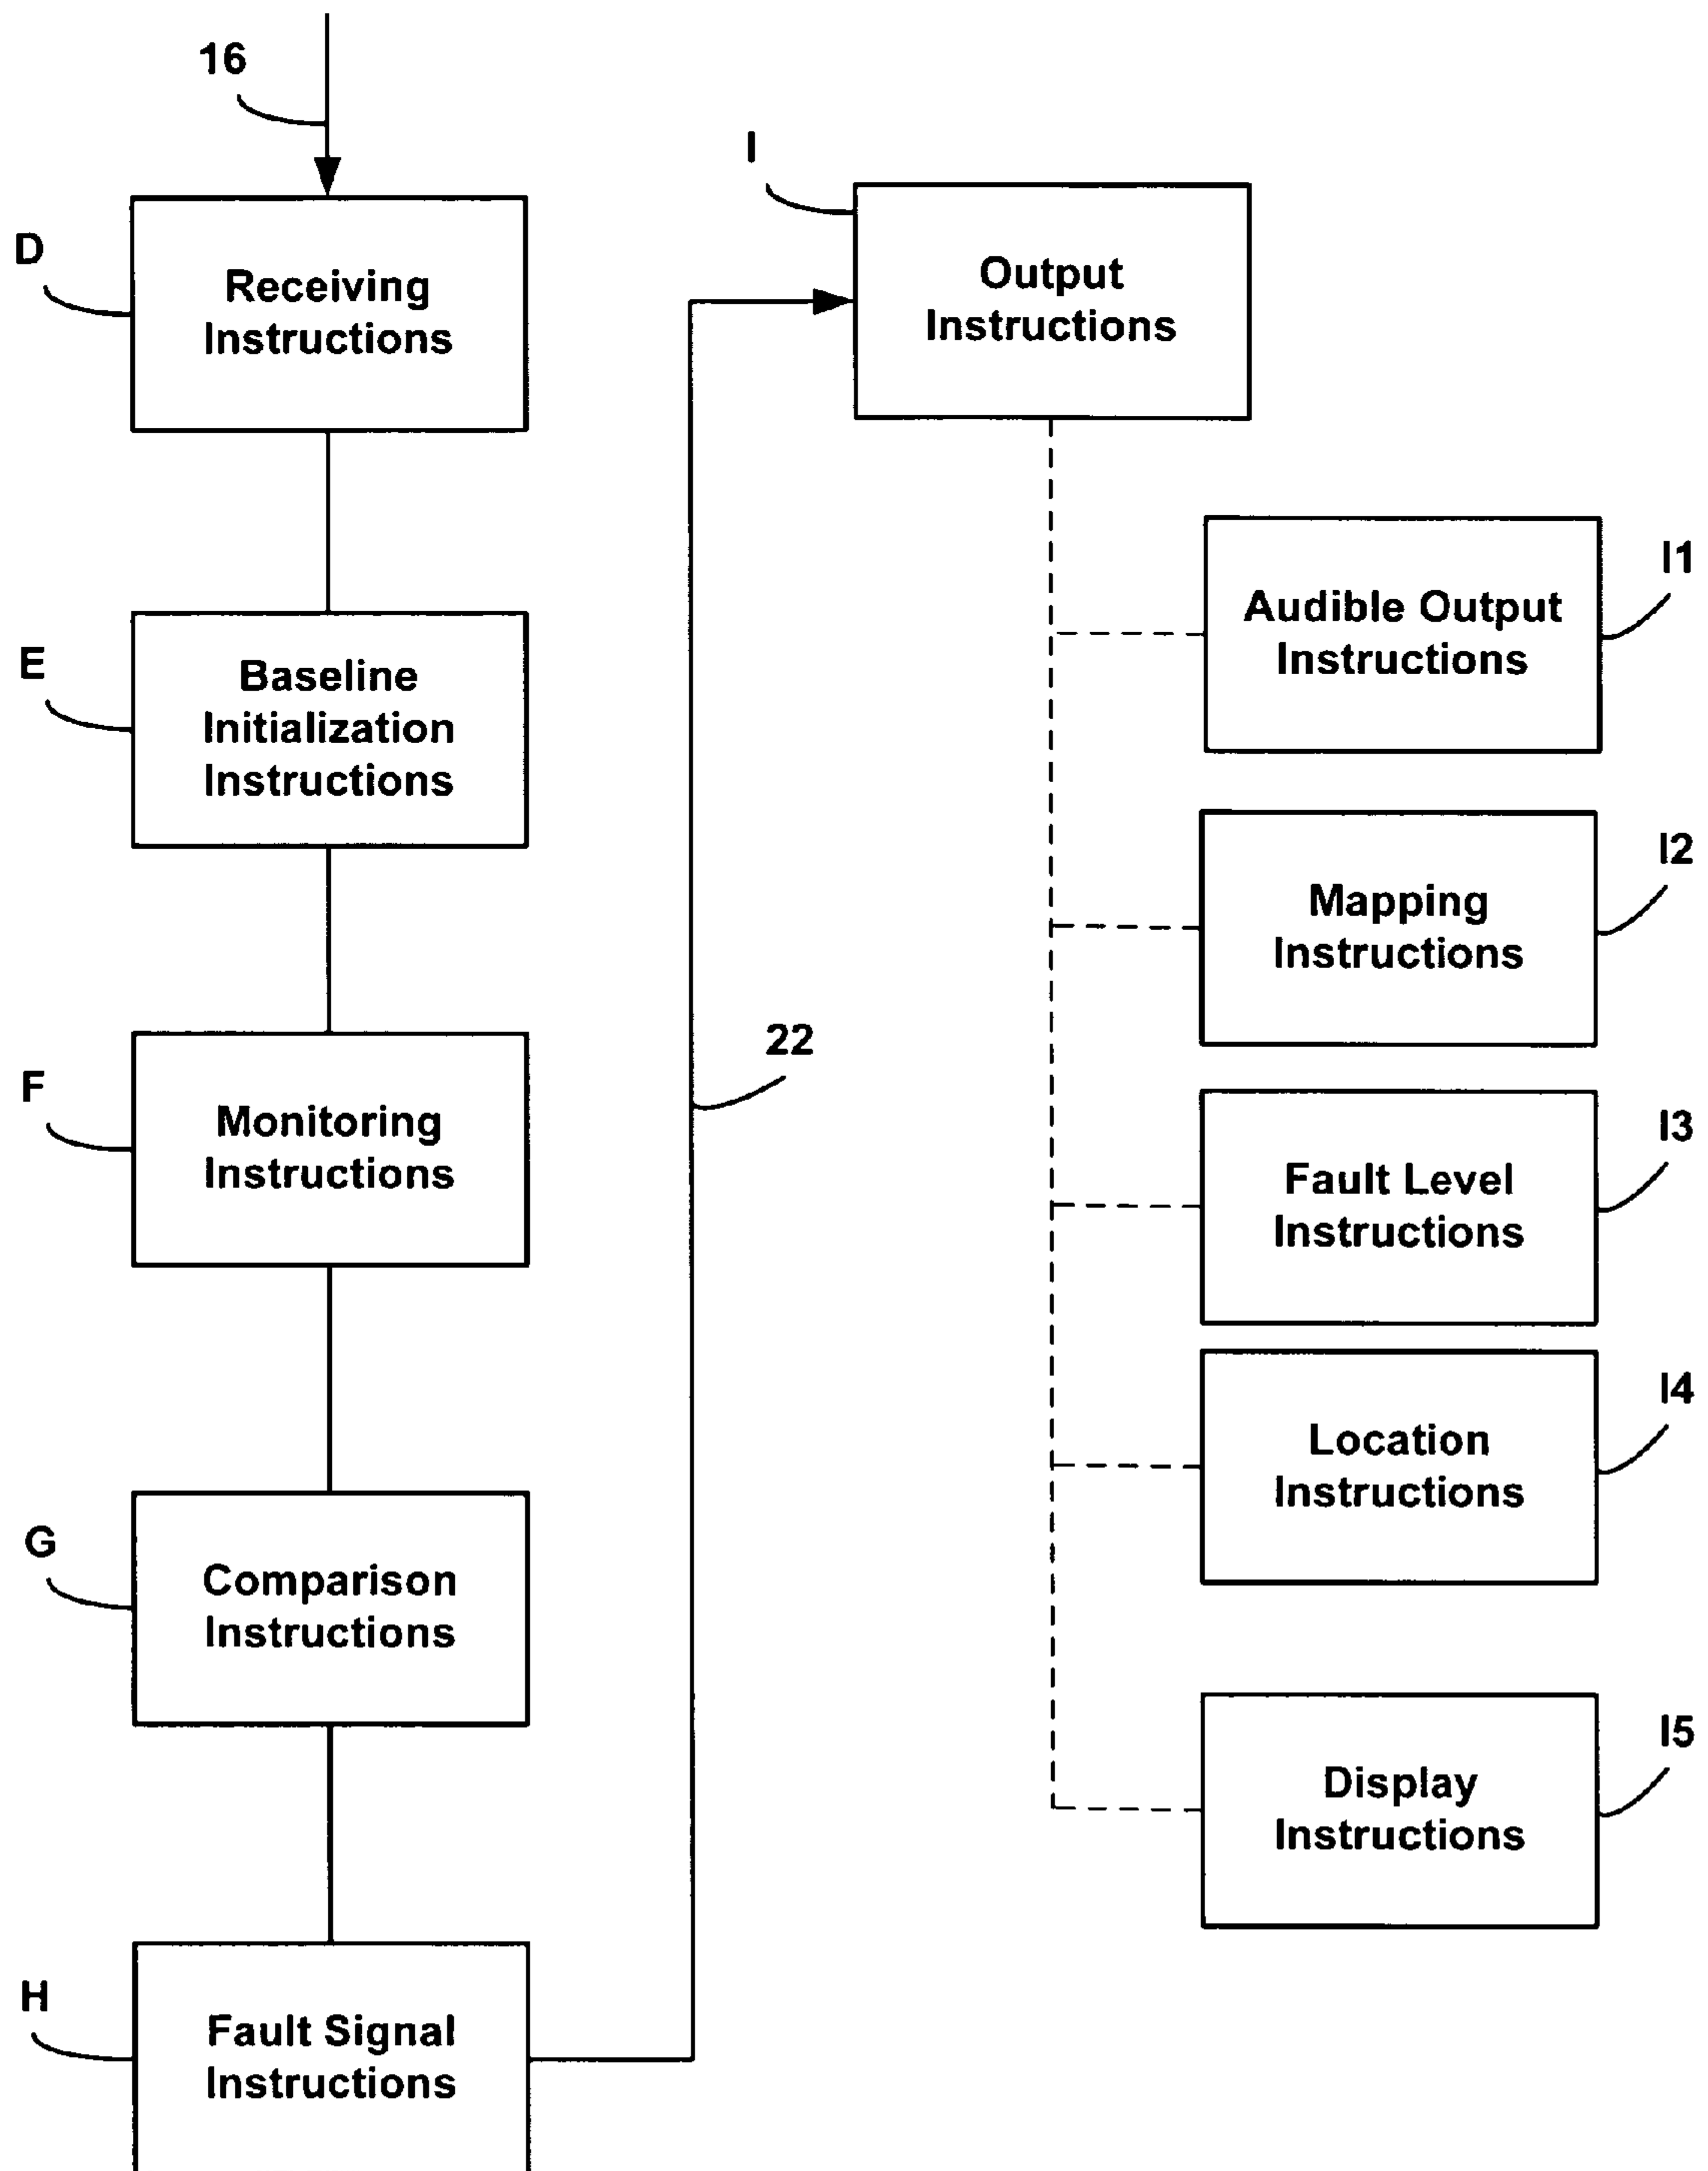 16
D
Receiving
Instructions
E
Baseline
Initialization
Instructions
F
Monitoring
Instructions
G
Comparison
Instructions
H
Fault Signal
Instructions
22
I
Output
Instructions
I1
Audible Output
Instructions
I2
Mapping
Instructions
I3
Fault Level
Instructions
I4
Location
Instructions
I5
Display
Instructions